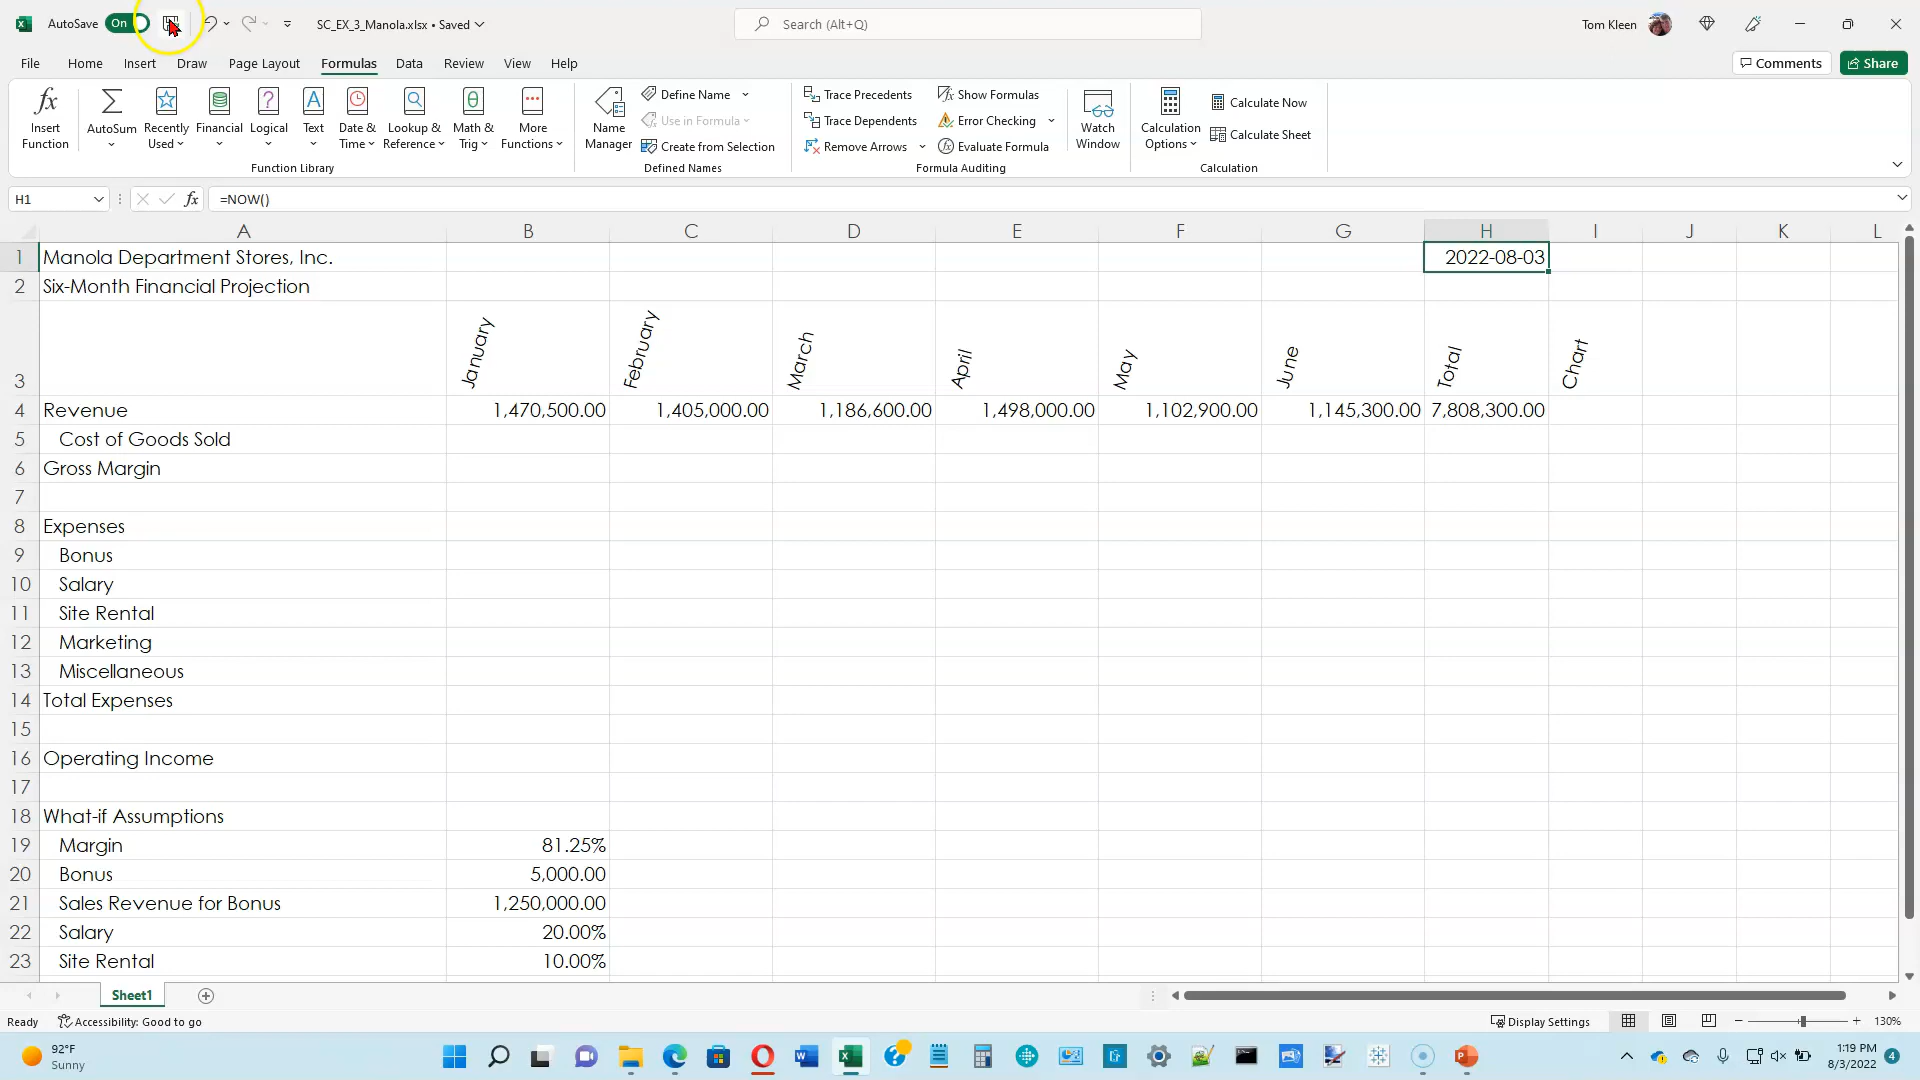 AutoSave On SC_EX_3_Manola.xlsx • Saved Search (Alt+Q) Tom Kleen
File Home Insert Draw Page Layout Formulas Data Review View Help Comments Share
Insert Function AutoSum Recently Used Financial Logical Text Date & Time Lookup & Reference Math & Trig More Functions
Function Library
Name Manager
Define Name
Use in Formula
Create from Selection
Defined Names
Trace Precedents Show Formulas
Trace Dependents Error Checking
Remove Arrows Evaluate Formula
Formula Auditing
Watch Window
Calculation Options
Calculate Now
Calculate Sheet
Calculation
H1 fx =NOW()
A B C D E F G H I J K L
1 Manola Department Stores, Inc. 2022-08-03
2 Six-Month Financial Projection
3 January February March April May June Total Chart
4 Revenue 1,470,500.00 1,405,000.00 1,186,600.00 1,498,000.00 1,102,900.00 1,145,300.00 7,808,300.00
5 Cost of Goods Sold
6 Gross Margin
7
8 Expenses
9 Bonus
10 Salary
11 Site Rental
12 Marketing
13 Miscellaneous
14 Total Expenses
15
16 Operating Income
17
18 What-if Assumptions
19 Margin 81.25%
20 Bonus 5,000.00
21 Sales Revenue for Bonus 1,250,000.00
22 Salary 20.00%
23 Site Rental 10.00%
Sheet1
Ready Accessibility: Good to go Display Settings 130%
92°F
Sunny
1:19 PM
8/3/2022
4